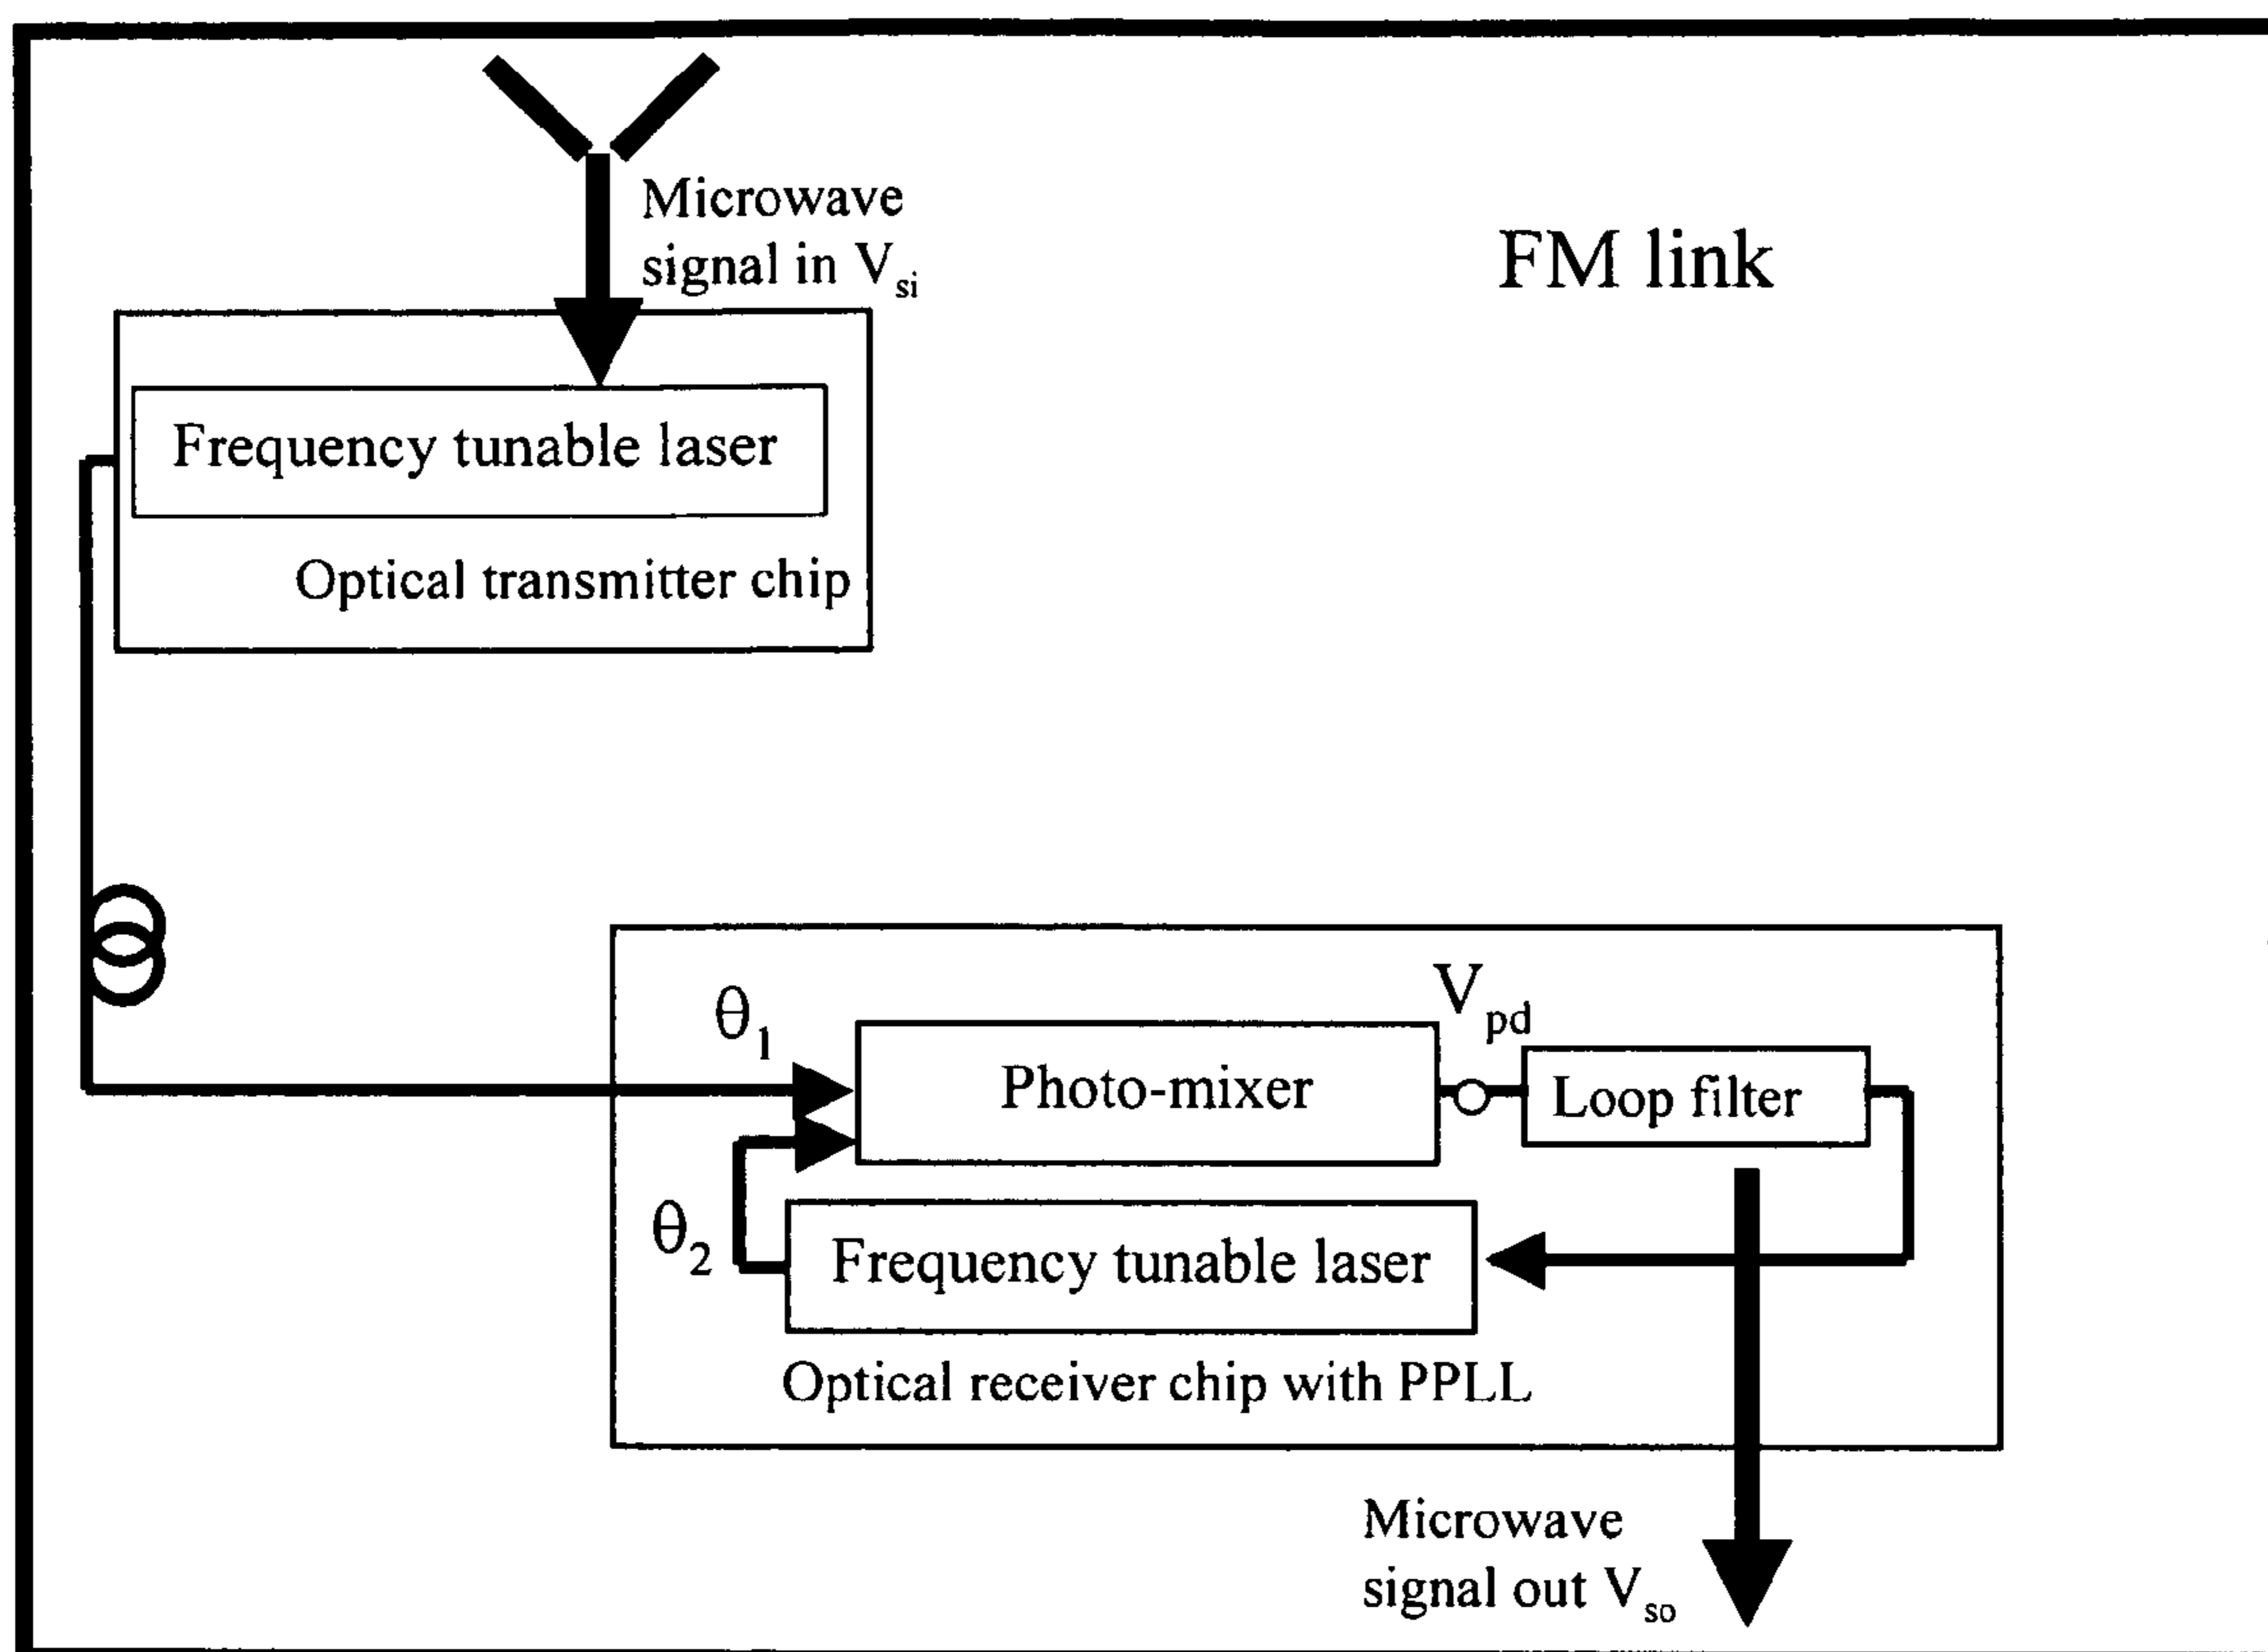 Microwave
signal in V_si
FM link
Frequency tunable laser
Optical transmitter chip
θ_1
V_pd
Photo-mixer
Loop filter
θ_2
Frequency tunable laser
Optical receiver chip with PPLL
Microwave
signal out V_so